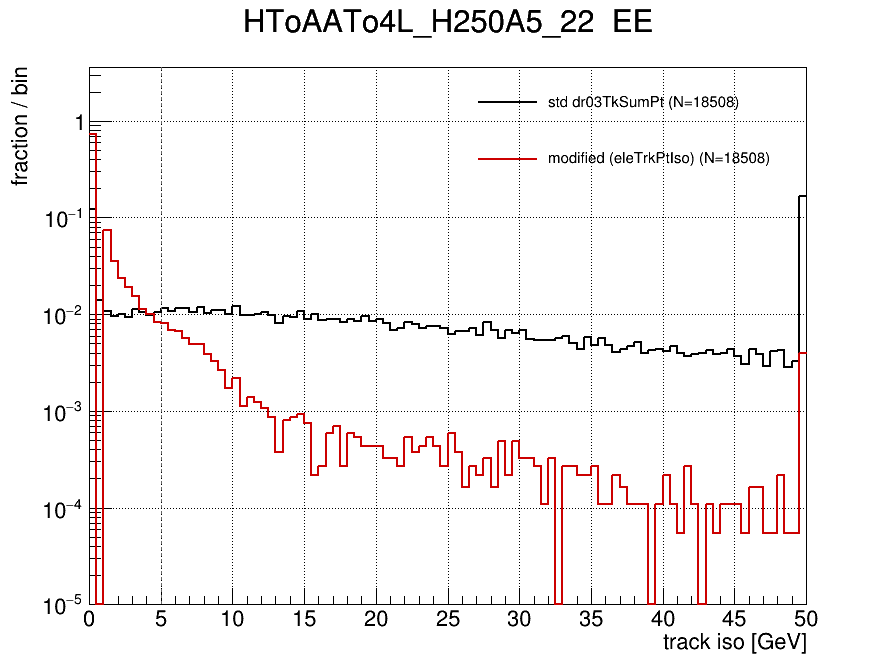 HToAATo4L_H250A5_22 EE
fraction / bin
std dr03TkSumPt (N=18508)
modified (eleTrkPtIso) (N=18508)
1
10⁻¹
10⁻²
10⁻³
10⁻⁴
10⁻⁵
0 5 10 15 20 25 30 35 40 45 50
track iso [GeV]